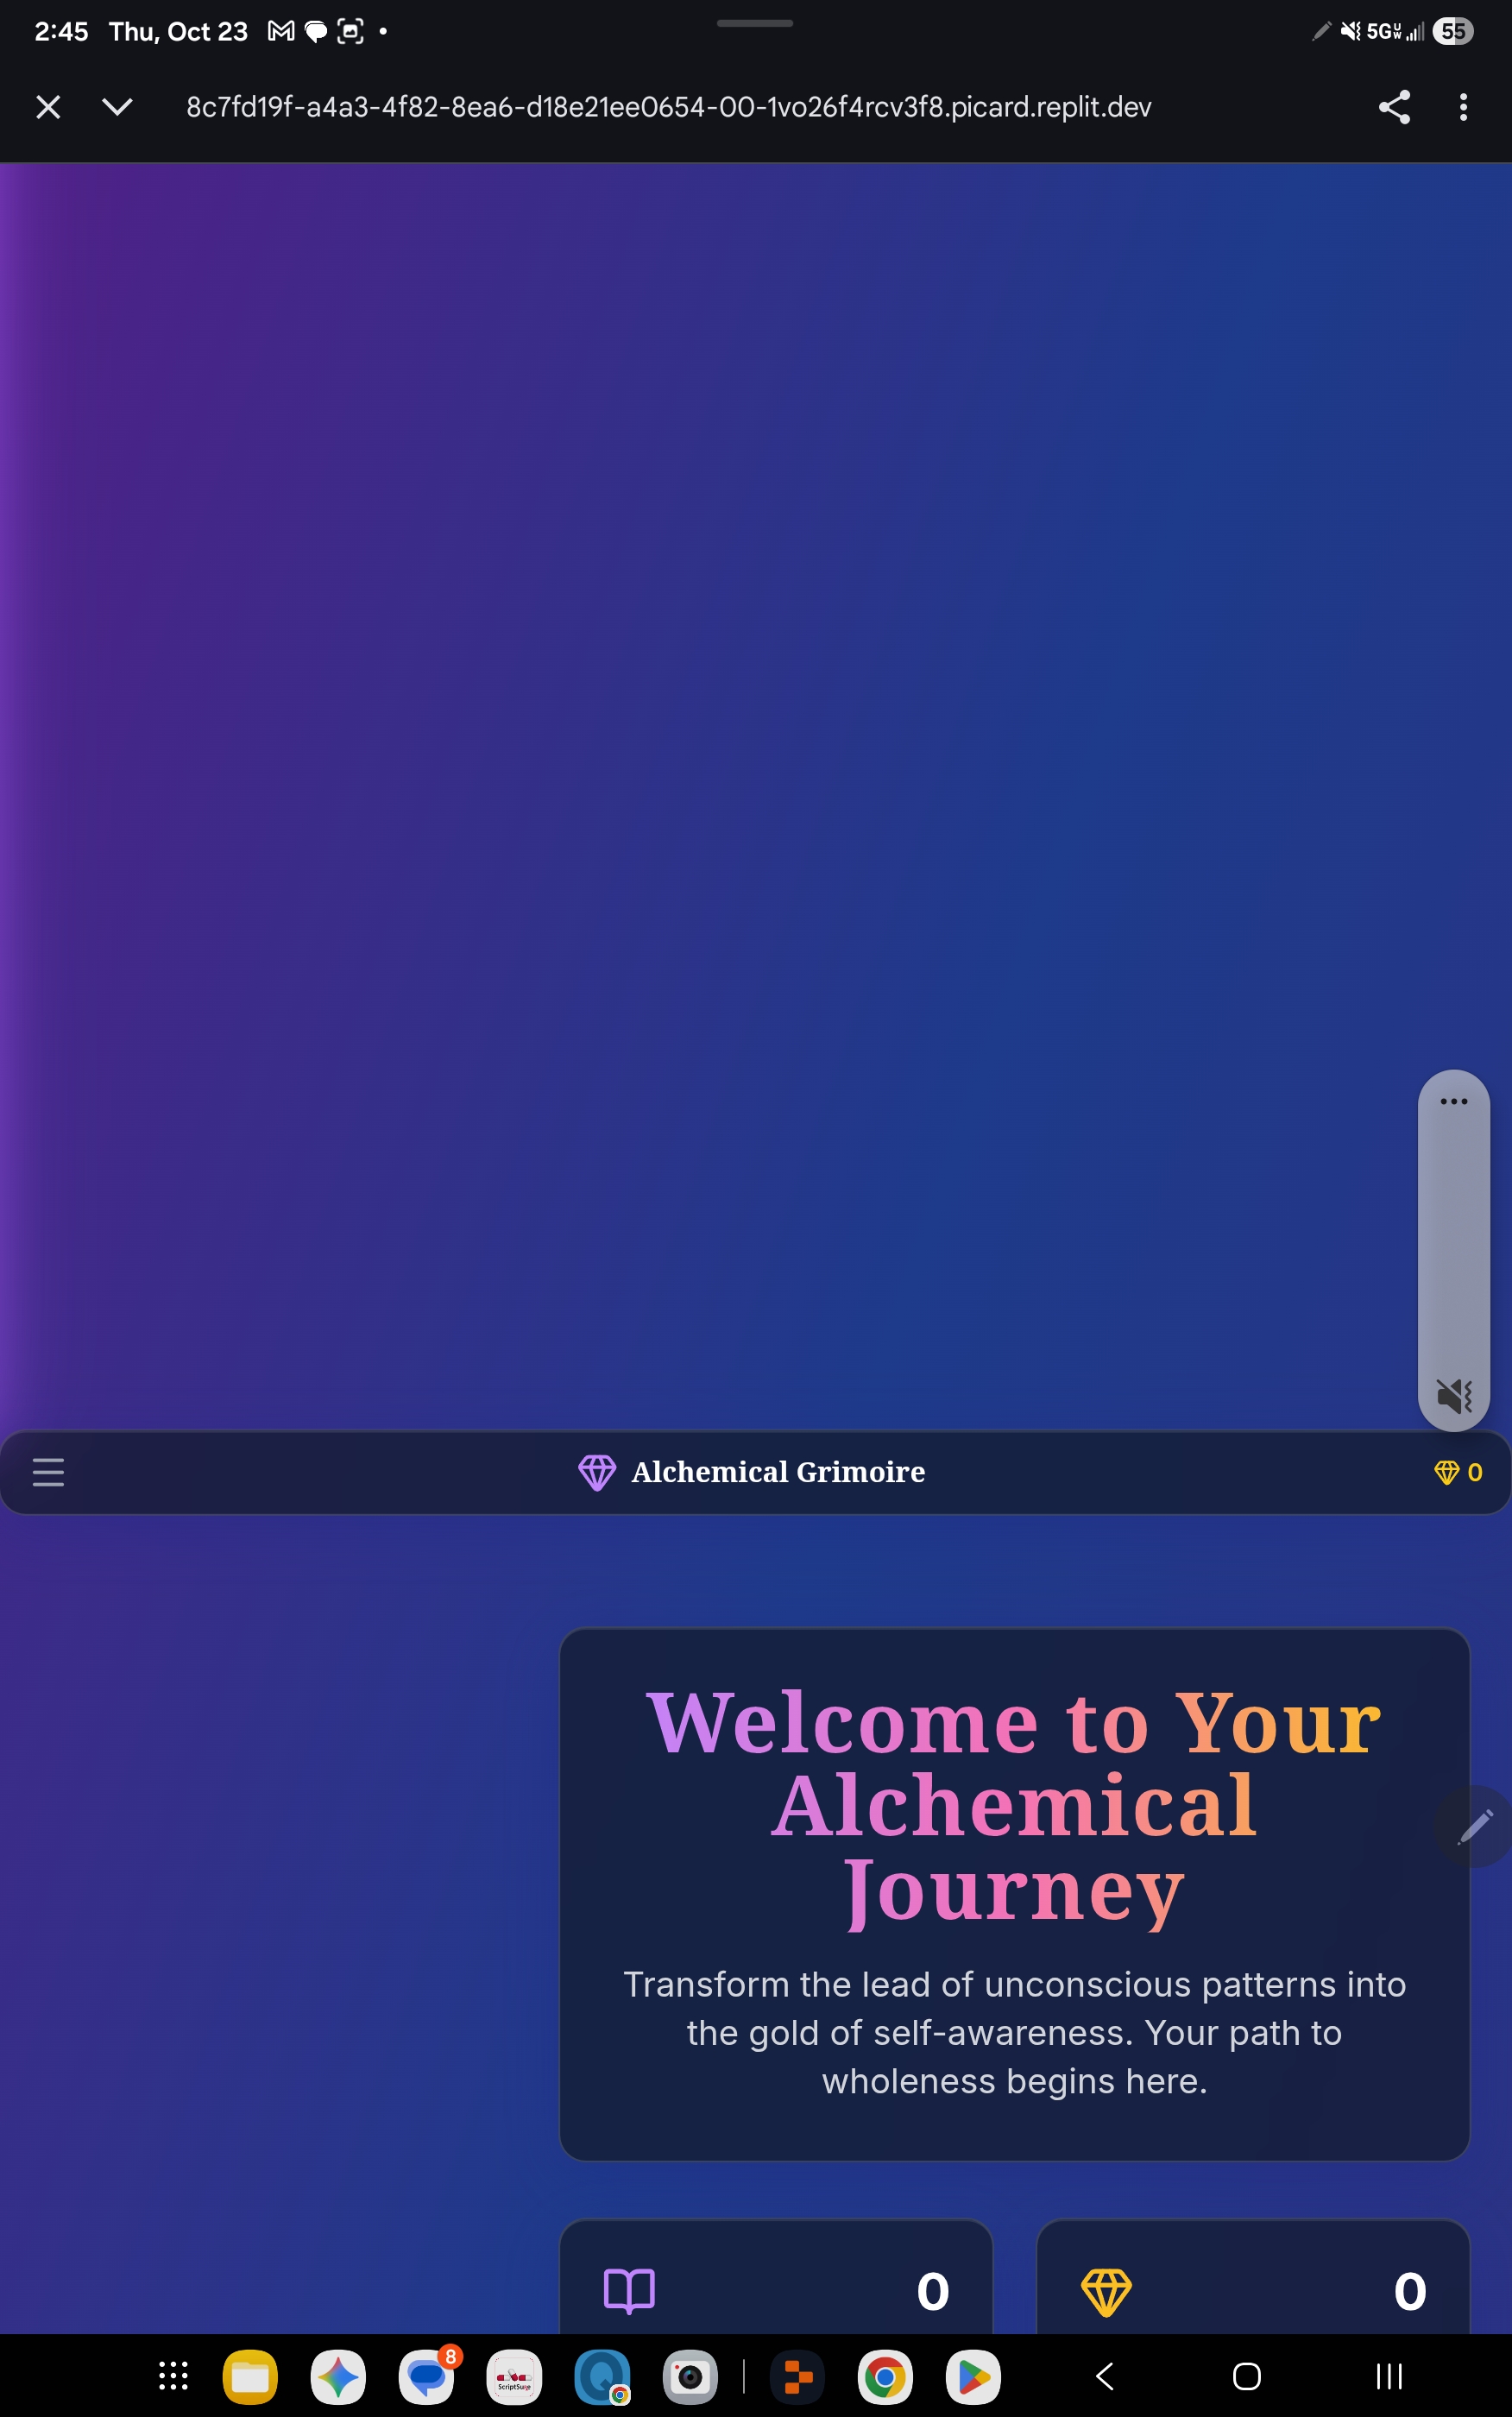 2:45 Thu, Oct 23
55
8c7fd19f-a4a3-4f82-8ea6-d18e21ee0654-00-1vo26f4rcv3f8.picard.replit.dev
Alchemical Grimoire
0
Welcome to Your
Alchemical
Journey
Transform the lead of unconscious patterns into
the gold of self-awareness. Your path to
wholeness begins here.
0
0
8